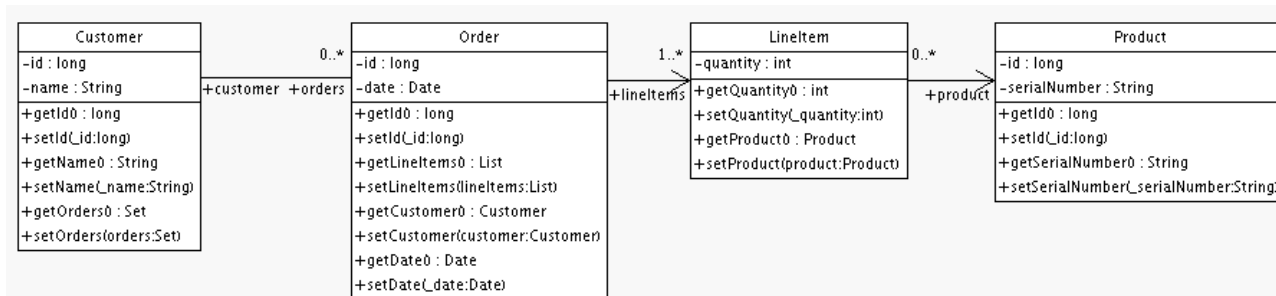 Customer
-id : long
-name : String
+getId() : long
+setId(_id:long)
+getName() : String
+setName(_name:String)
+getOrders() : Set
+setOrders(orders:Set)
0..*
+customer +orders
Order
-id : long
-date : Date
+getId() : long
+setId(_id:long)
+getLineItems() : List
+setLineItems(lineItems:List)
+getCustomer() : Customer
+setCustomer(customer:Customer)
+getDate() : Date
+setDate(_date:Date)
1..*
+lineItems
LineItem
-quantity : int
+getQuantity() : int
+setQuantity(_quantity:int)
+getProduct() : Product
+setProduct(product:Product)
0..*
+product
Product
-id : long
-serialNumber : String
+getId() : long
+setId(_id:long)
+getSerialNumber() : String
+setSerialNumber(_serialNumber:String)